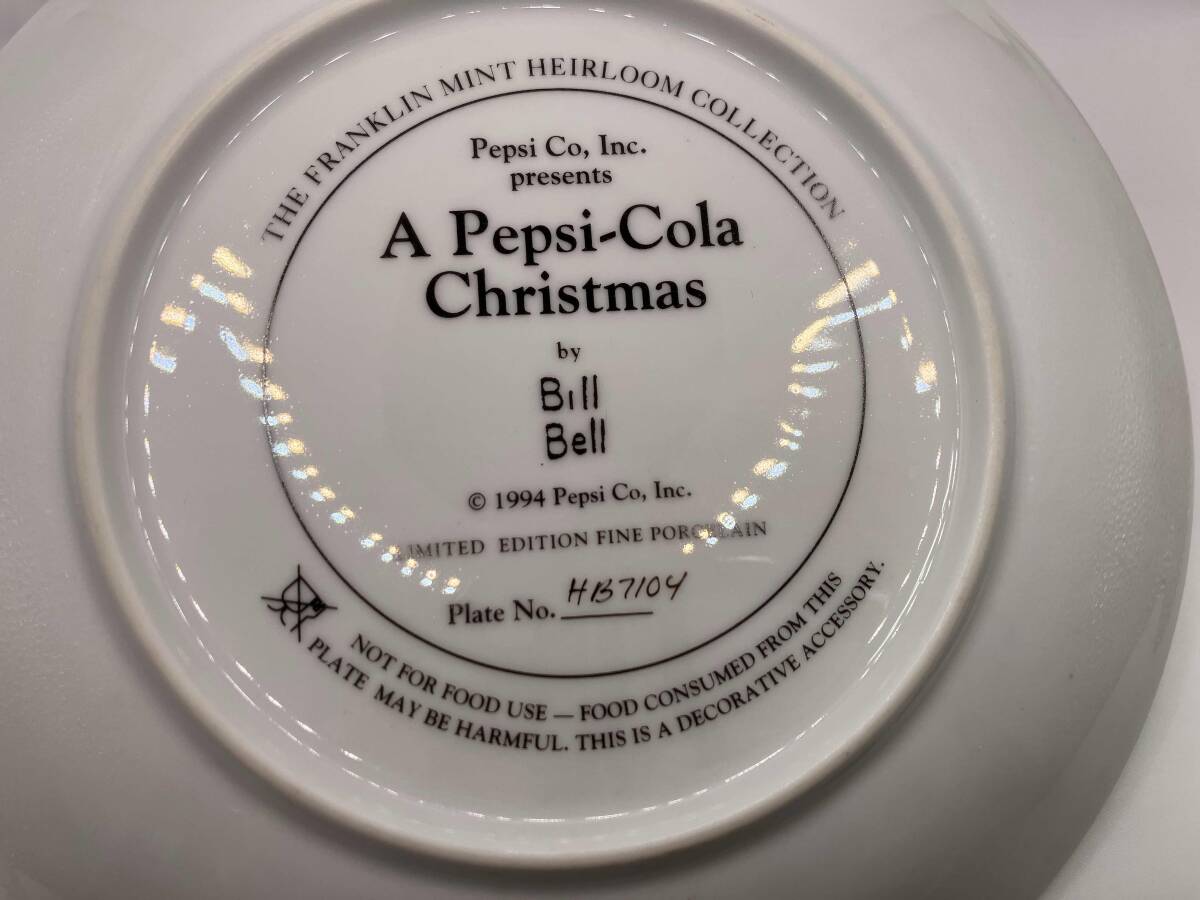 THE FRANKLIN MINT HEIRLOOM COLLECTION
Pepsi Co, Inc.
presents
A Pepsi-Cola
Christmas
by
Bill
Bell
© 1994 Pepsi Co, Inc.
LIMITED EDITION FINE PORCELAIN
Plate No. HB7104
NOT FOR FOOD USE — FOOD CONSUMED FROM THIS
PLATE MAY BE HARMFUL. THIS IS A DECORATIVE ACCESSORY.